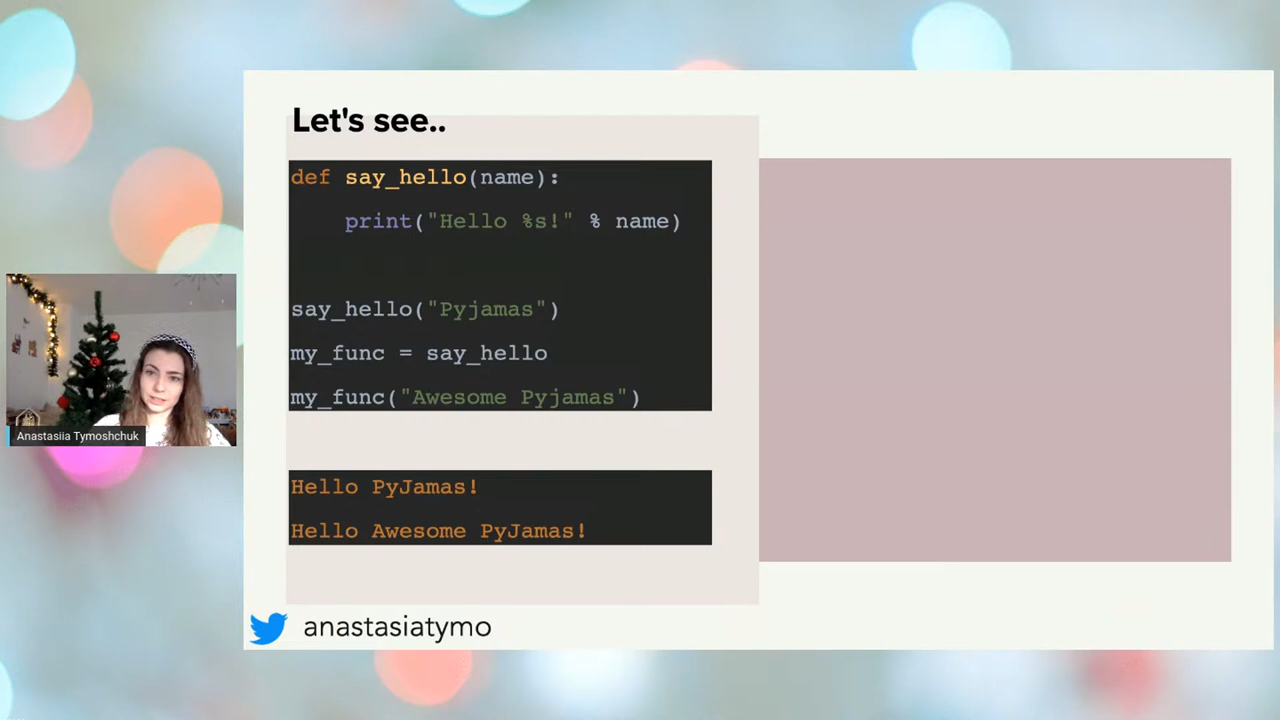 Let's see..
def say_hello(name):
    print("Hello %s!" % name)
say_hello("Pyjamas")
my_func = say_hello
my_func("Awesome Pyjamas")
Hello PyJamas!
Hello Awesome PyJamas!
Anastasiia Tymoshchuk
anastasiatymo